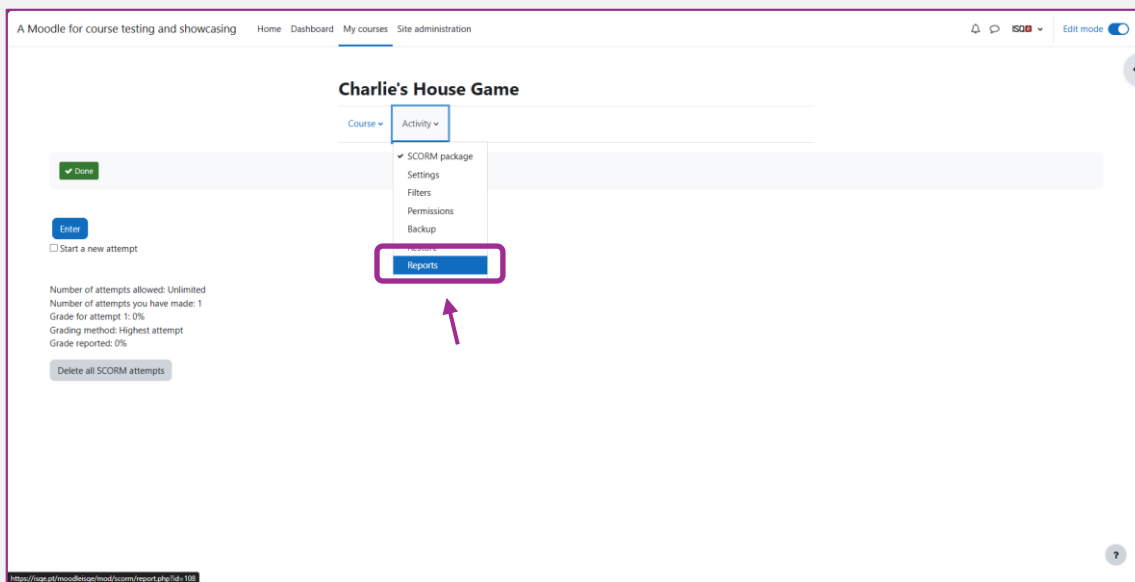 A Moodle for course testing and showcasing Home Dashboard My courses Site administration ISQe Edit mode
Charlie's House Game
Course Activity
Done
SCORM package
Settings
Filters
Permissions
Backup
Restore
Reports
Enter
Start a new attempt
Number of attempts allowed: Unlimited
Number of attempts you have made: 1
Grade for attempt 1: 0%
Grading method: Highest attempt
Grade reported: 0%
Delete all SCORM attempts
?
https://isqe.pt/moodleisqe/mod/scorm/report.php?id=108